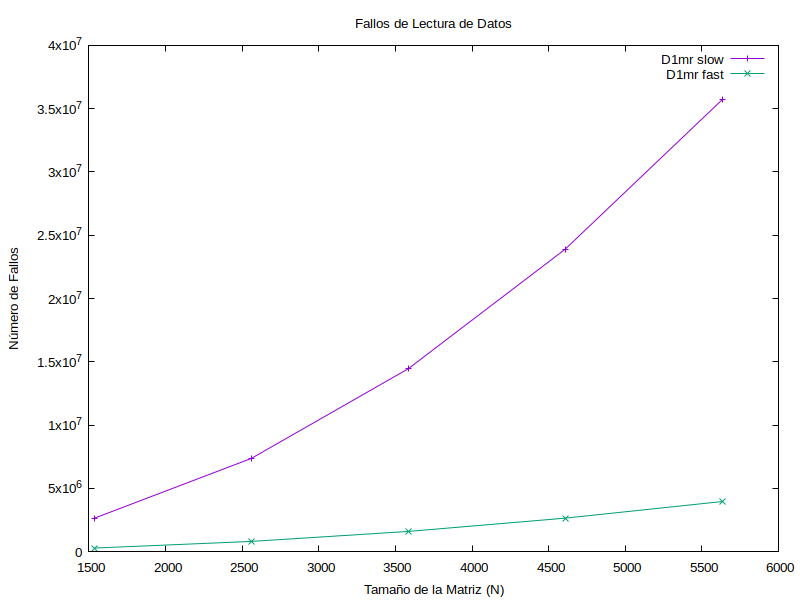 Fallos de Lectura de Datos
D1mr slow
D1mr fast
4x10^7
3.5x10^7
3x10^7
2.5x10^7
2x10^7
1.5x10^7
1x10^7
5x10^6
0
Número de Fallos
1500 2000 2500 3000 3500 4000 4500 5000 5500 6000
Tamaño de la Matriz (N)